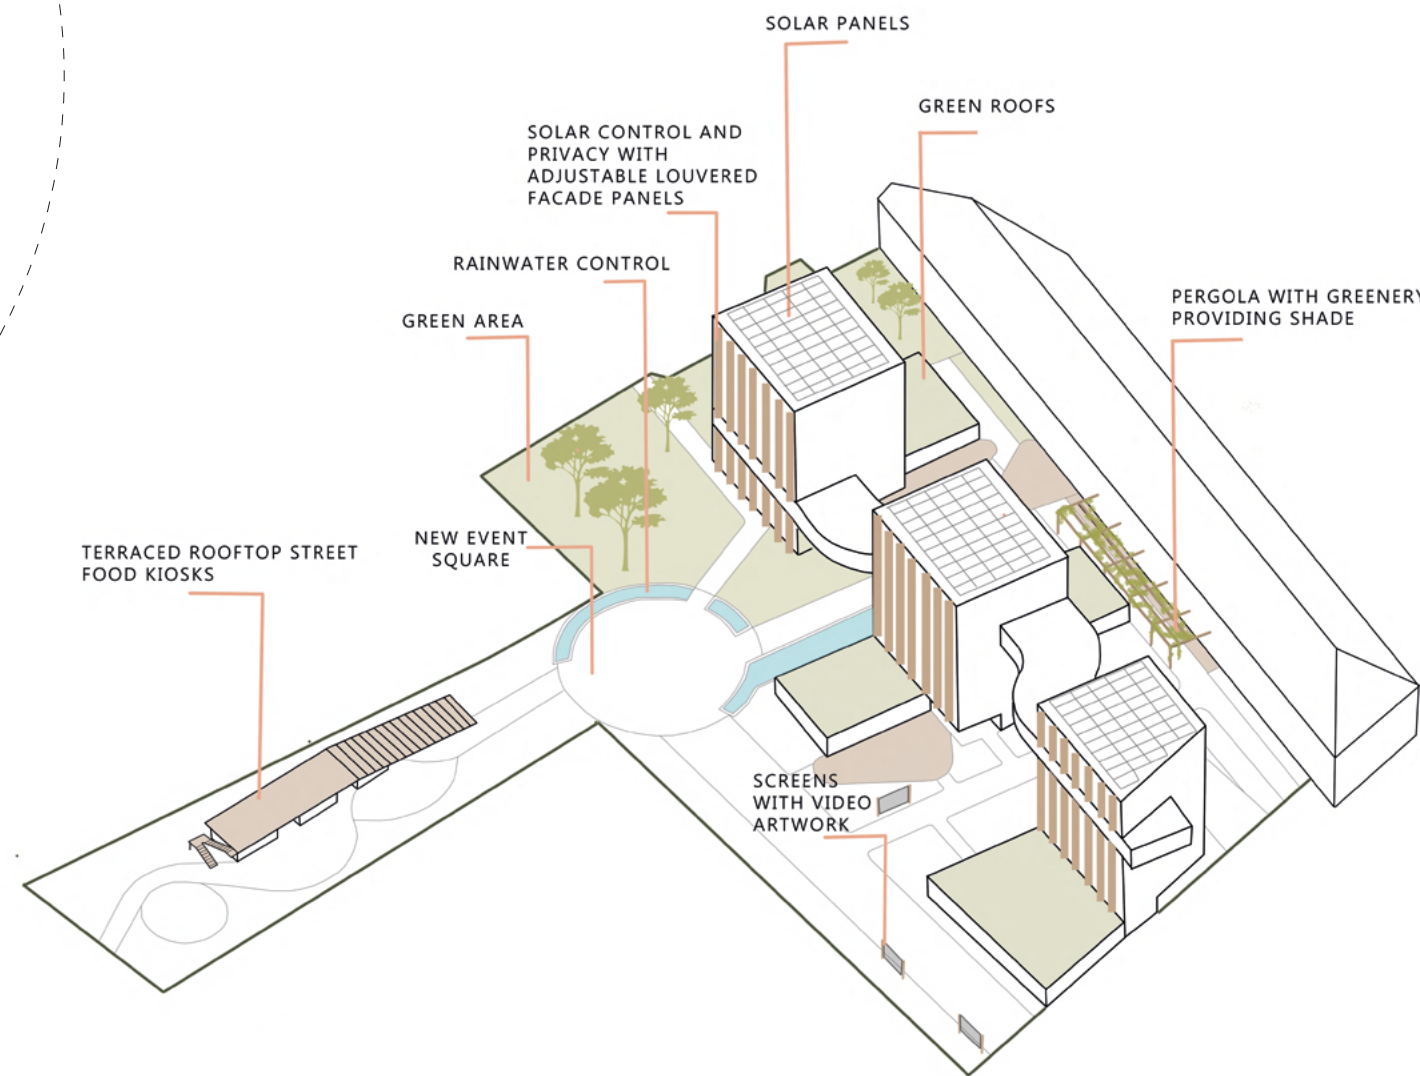 SOLAR PANELS
GREEN ROOFS
SOLAR CONTROL AND
PRIVACY WITH
ADJUSTABLE LOUVERED
FACADE PANELS
RAINWATER CONTROL
GREEN AREA
PERGOLA WITH GREENERY
PROVIDING SHADE
NEW EVENT
SQUARE
TERRACED ROOFTOP STREET
FOOD KIOSKS
SCREENS
WITH VIDEO
ARTWORK